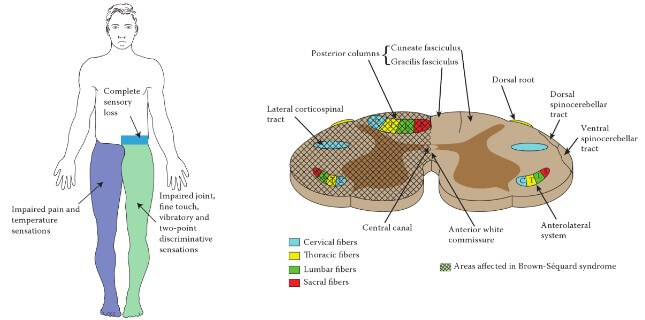 Complete
sensory
loss
Impaired pain and
temperature
sensations
Impaired joint,
fine touch,
vibratory and
two-point
discriminative
sensations
Posterior columns
Cuneate fasciculus
Gracilis fasciculus
Dorsal root
Dorsal
spinocerebellar
tract
Ventral
spinocerebellar
tract
Lateral corticospinal
tract
Central canal
Anterior white
commissure
Anterolateral
system
C T L S
Cervical fibers
Thoracic fibers
Lumbar fibers
Sacral fibers
Areas affected in Brown-Séquard syndrome